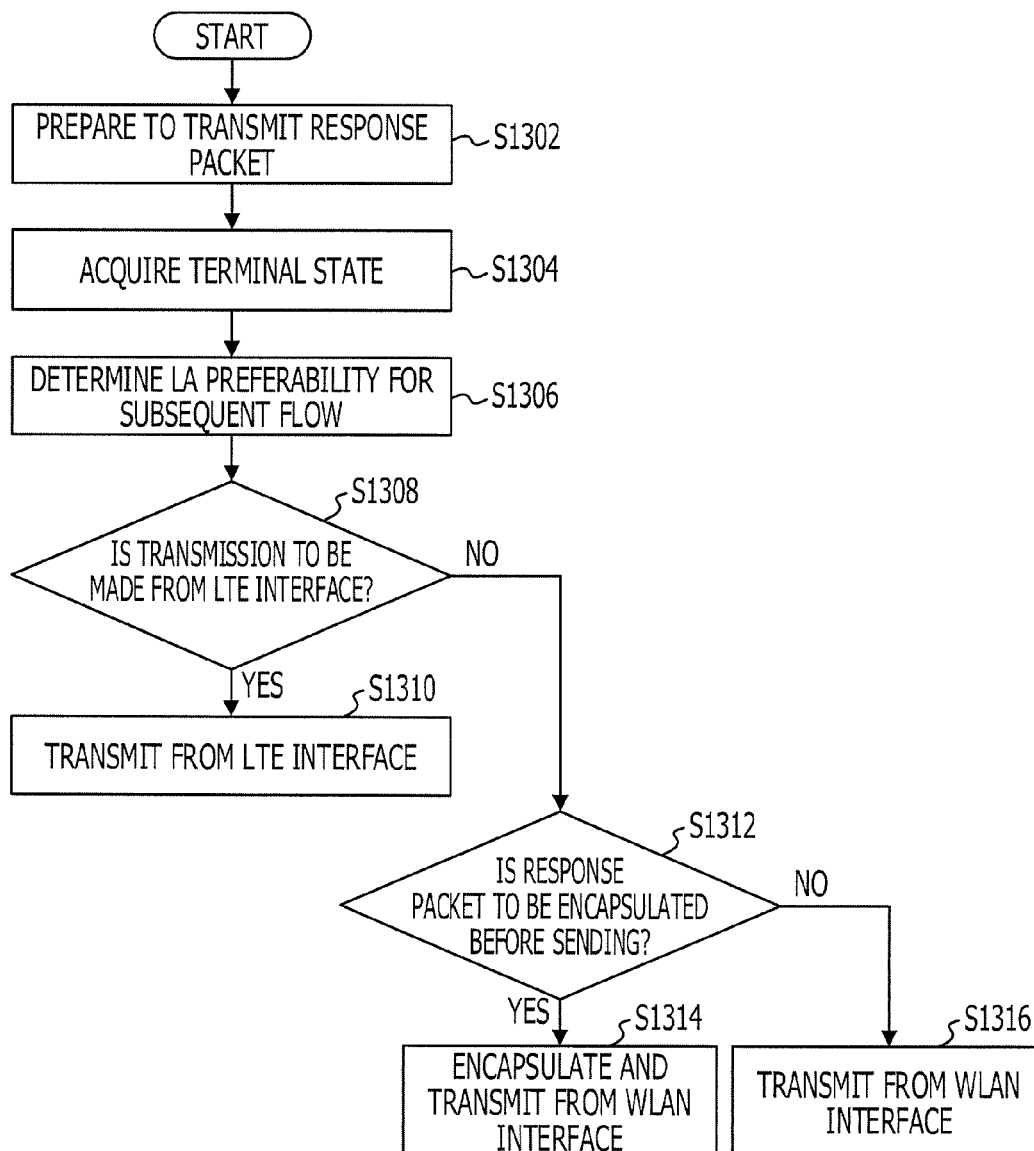 START
PREPARE TO TRANSMIT RESPONSE
PACKET
S1302
ACQUIRE TERMINAL STATE
S1304
DETERMINE LA PREFERABILITY FOR
SUBSEQUENT FLOW
S1306
S1308
IS TRANSMISSION TO BE
MADE FROM LTE INTERFACE?
NO
YES
S1310
TRANSMIT FROM LTE INTERFACE
S1312
IS RESPONSE
PACKET TO BE ENCAPSULATED
BEFORE SENDING?
NO
YES
S1314
ENCAPSULATE AND
TRANSMIT FROM WLAN
INTERFACE
S1316
TRANSMIT FROM WLAN
INTERFACE